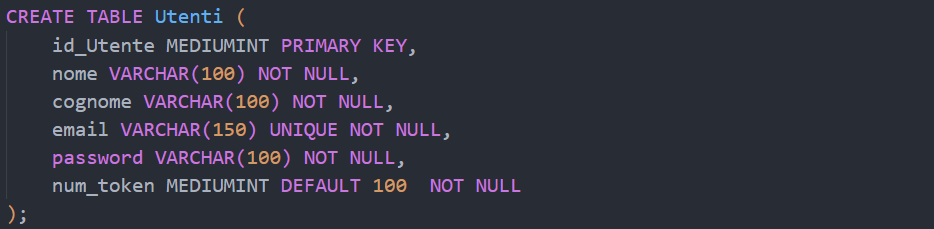 CREATE TABLE Utenti (
    id_Utente MEDIUMINT PRIMARY KEY,
    nome VARCHAR(100) NOT NULL,
    cognome VARCHAR(100) NOT NULL,
    email VARCHAR(150) UNIQUE NOT NULL,
    password VARCHAR(100) NOT NULL,
    num_token MEDIUMINT DEFAULT 100  NOT NULL
);